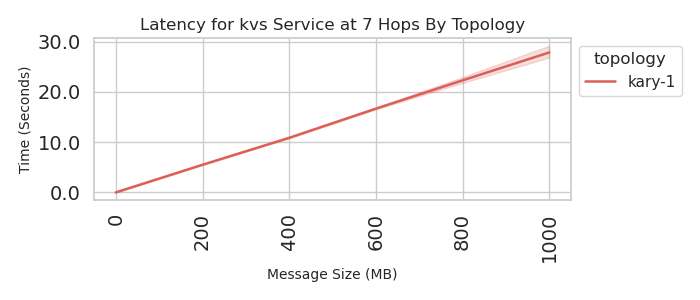 Latency for kvs Service at 7 Hops By Topology
30.0
20.0
10.0
0.0
Time (Seconds)
0
200
400
600
800
1000
Message Size (MB)
topology
kary-1